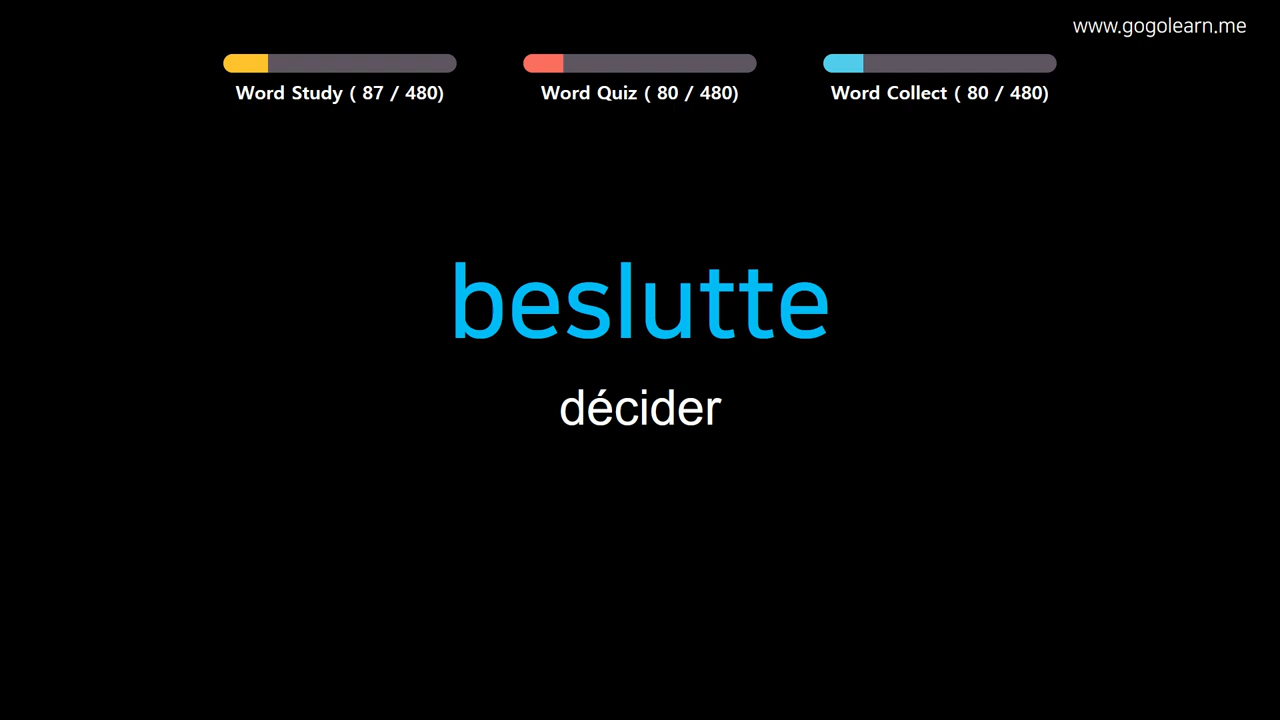 www.gogolearn.me
Word Study ( 87 / 480)
Word Quiz ( 80 / 480)
Word Collect ( 80 / 480)
beslutte
décider